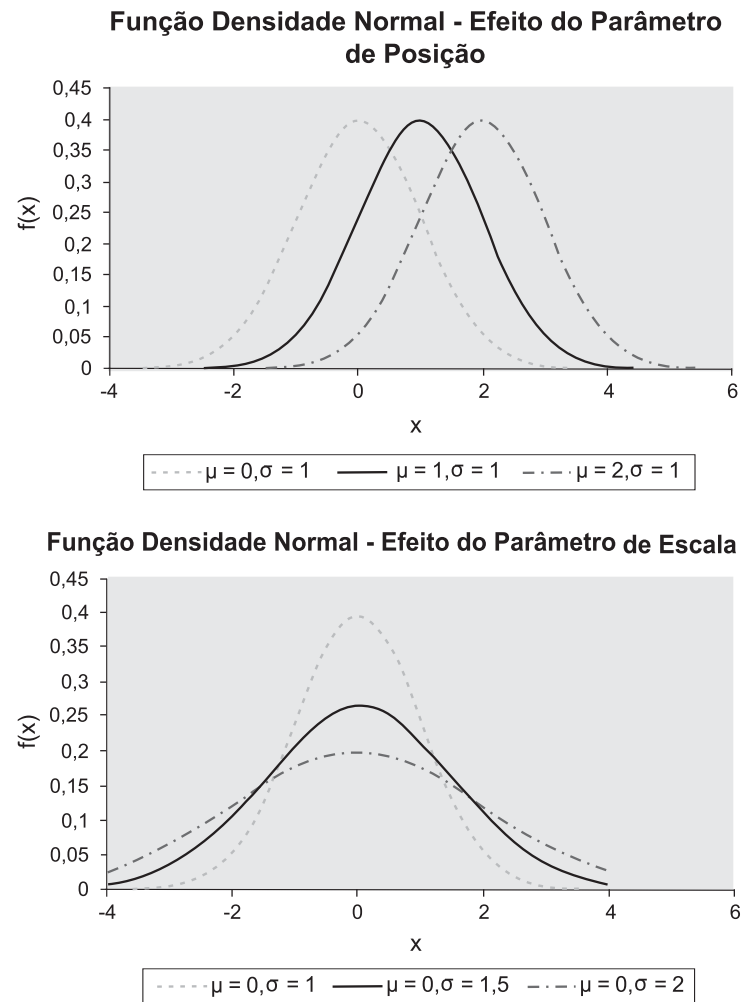 Função Densidade Normal - Efeito do Parâmetro
de Posição
0,45
0,4
0,35
0,3
0,25
0,2
0,15
0,1
0,05
0
f(x)
-4 -2 0 2 4 6
x
μ = 0,σ = 1 μ = 1,σ = 1 μ = 2,σ = 1
Função Densidade Normal - Efeito do Parâmetro de Escala
0,45
0,4
0,35
0,3
0,25
0,2
0,15
0,1
0,05
0
f(x)
-4 -2 0 2 4 6
x
μ = 0,σ = 1 μ = 0,σ = 1,5 μ = 0,σ = 2